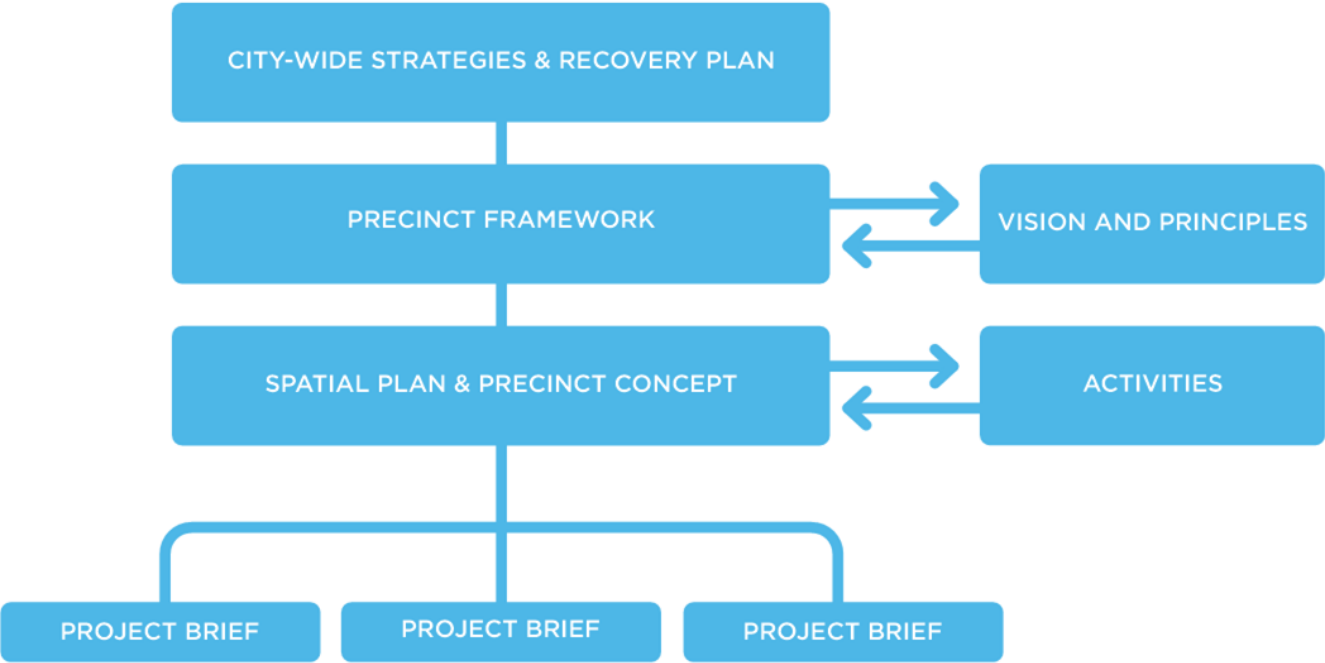 CITY-WIDE STRATEGIES & RECOVERY PLAN
PRECINCT FRAMEWORK
VISION AND PRINCIPLES
SPATIAL PLAN & PRECINCT CONCEPT
ACTIVITIES
PROJECT BRIEF
PROJECT BRIEF
PROJECT BRIEF